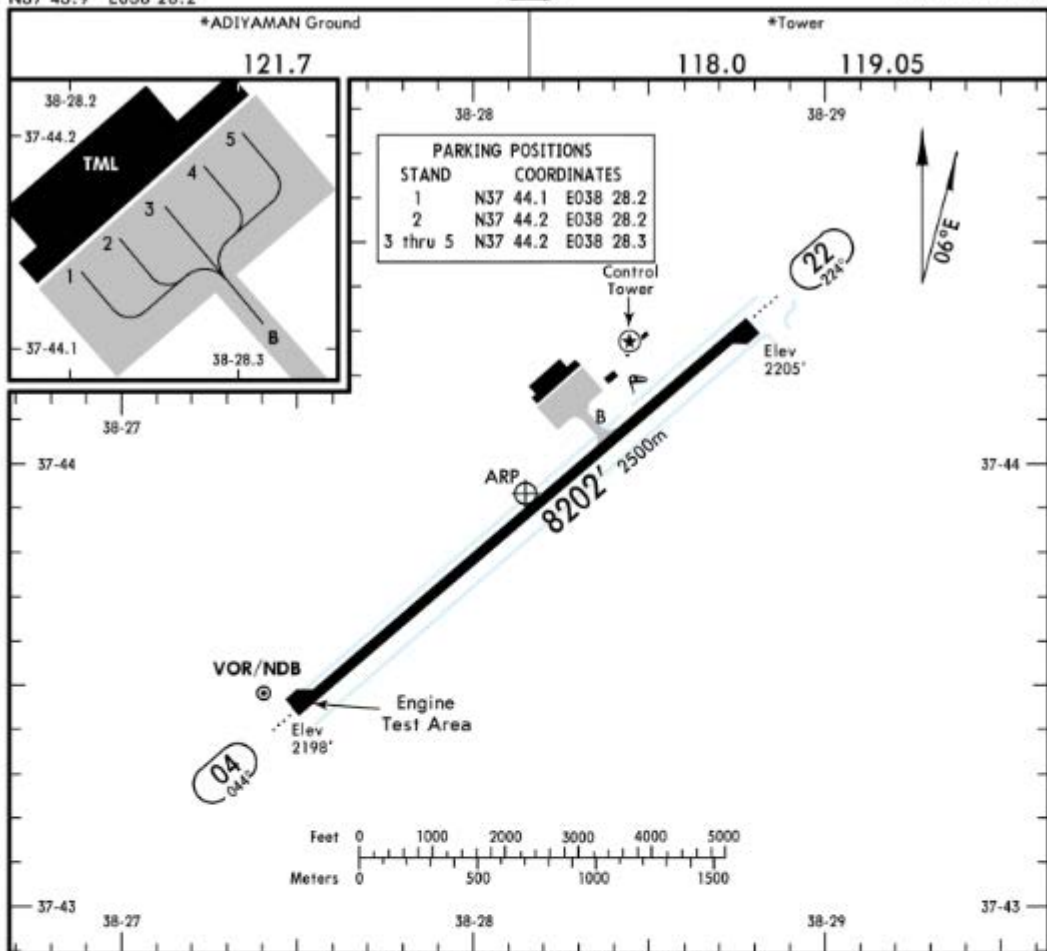 N37 43.9 E038 28.2
*ADIYAMAN Ground
*Tower
121.7
118.0 119.05
38-28.2
37-44.2
TML
5
4
3
2
1
B
37-44.1
38-28.3
38-28
38-29
PARKING POSITIONS
STAND COORDINATES
1 N37 44.1 E038 28.2
2 N37 44.2 E038 28.2
3 thru 5 N37 44.2 E038 28.3
06°E
Control
Tower
22
224°
Elev
2205'
38-27
B
37-44
37-44
ARP
8202' 2500m
VOR/NDB
Engine
Test Area
Elev
2198'
04
044°
Feet 0 1000 2000 3000 4000 5000
Meters 0 500 1000 1500
37-43
37-43
38-27
38-28
38-29